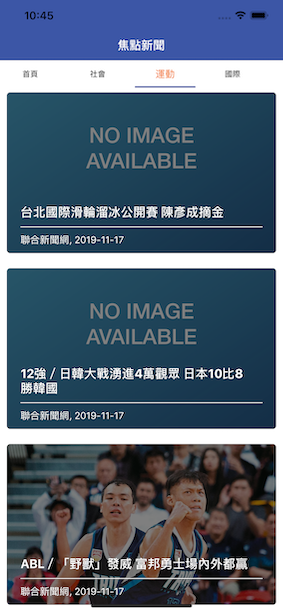 10:45
焦點新聞
首頁 社會 運動 國際
NO IMAGE
AVAILABLE
台北國際滑輪溜冰公開賽 陳彥成摘金
聯合新聞網, 2019-11-17
NO IMAGE
AVAILABLE
12強 / 日韓大戰湧進4萬觀眾 日本10比8
勝韓國
聯合新聞網, 2019-11-17
ABL / 「野獸」發威 富邦勇士場內外都贏
聯合新聞網, 2019-11-17